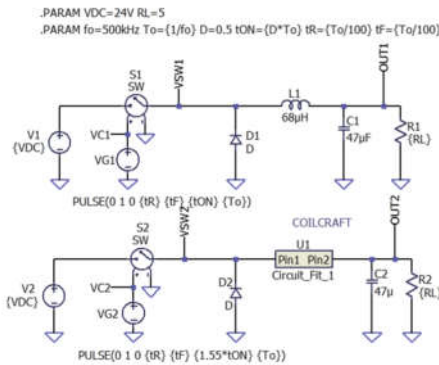 .PARAM VDC=24V RL=5
.PARAM fo=500kHz To={1/fo} D=0.5 tON={D*To} tR={To/100} tF={To/100}
OUT1
S1
SW
VSW1
L1
68µH
V1
{VDC}
VC1
VG1
D1
D
C1
47µF
R1
{RL}
PULSE(0 1 0 {tR} {tF} {tON} {To})
OUT2
S2
SW
VSW2
COILCRAFT
U1
Pin1 Pin2
Circuit_Fit_1
V2
{VDC}
VC2
VG2
D2
D
C2
47µ
R2
{RL}
PULSE(0 1 0 {tR} {tF} {1.55*tON} {To})